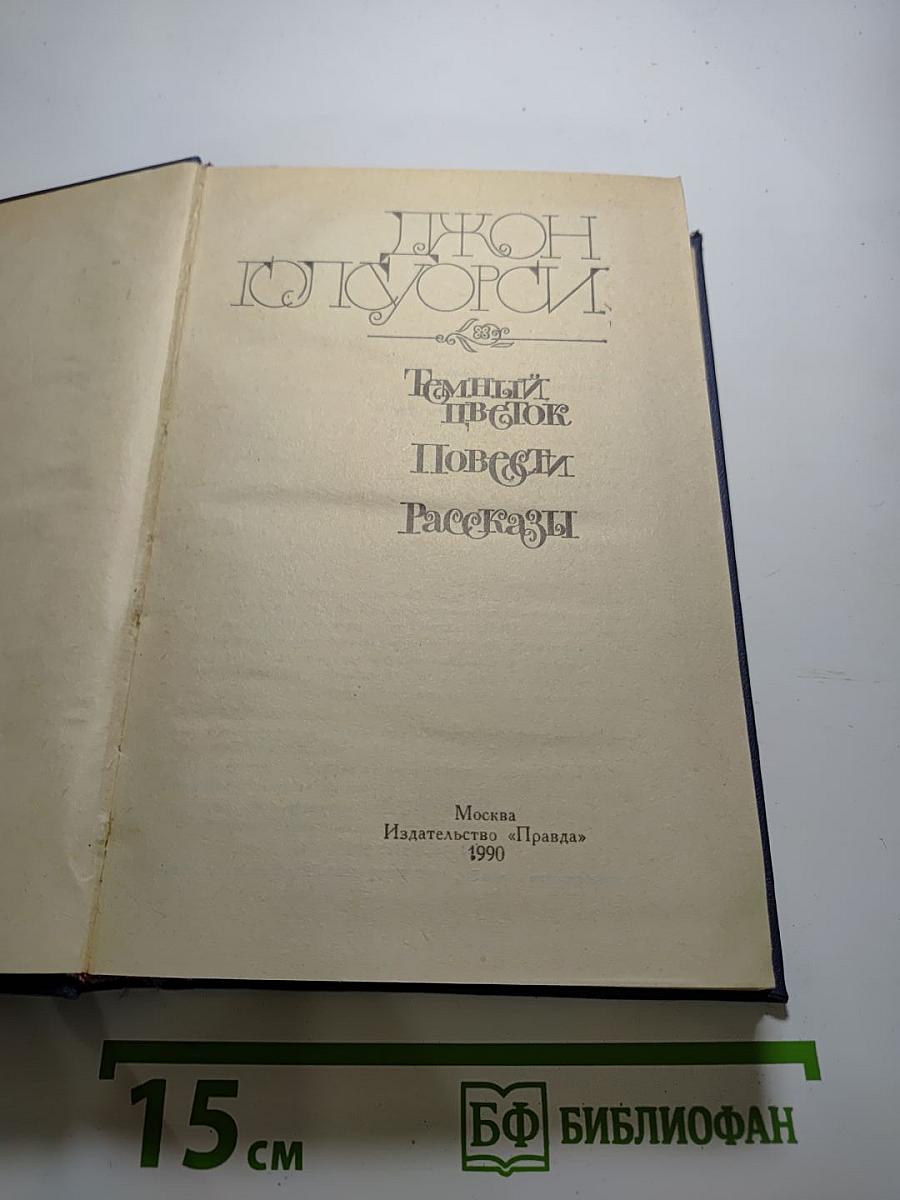 ДЖОН
ГОЛСУОРСИ
Темный
цветок
Повести
Рассказы
Москва
Издательство «Правда»
1990
15 см
БФ БИБЛИОФАН